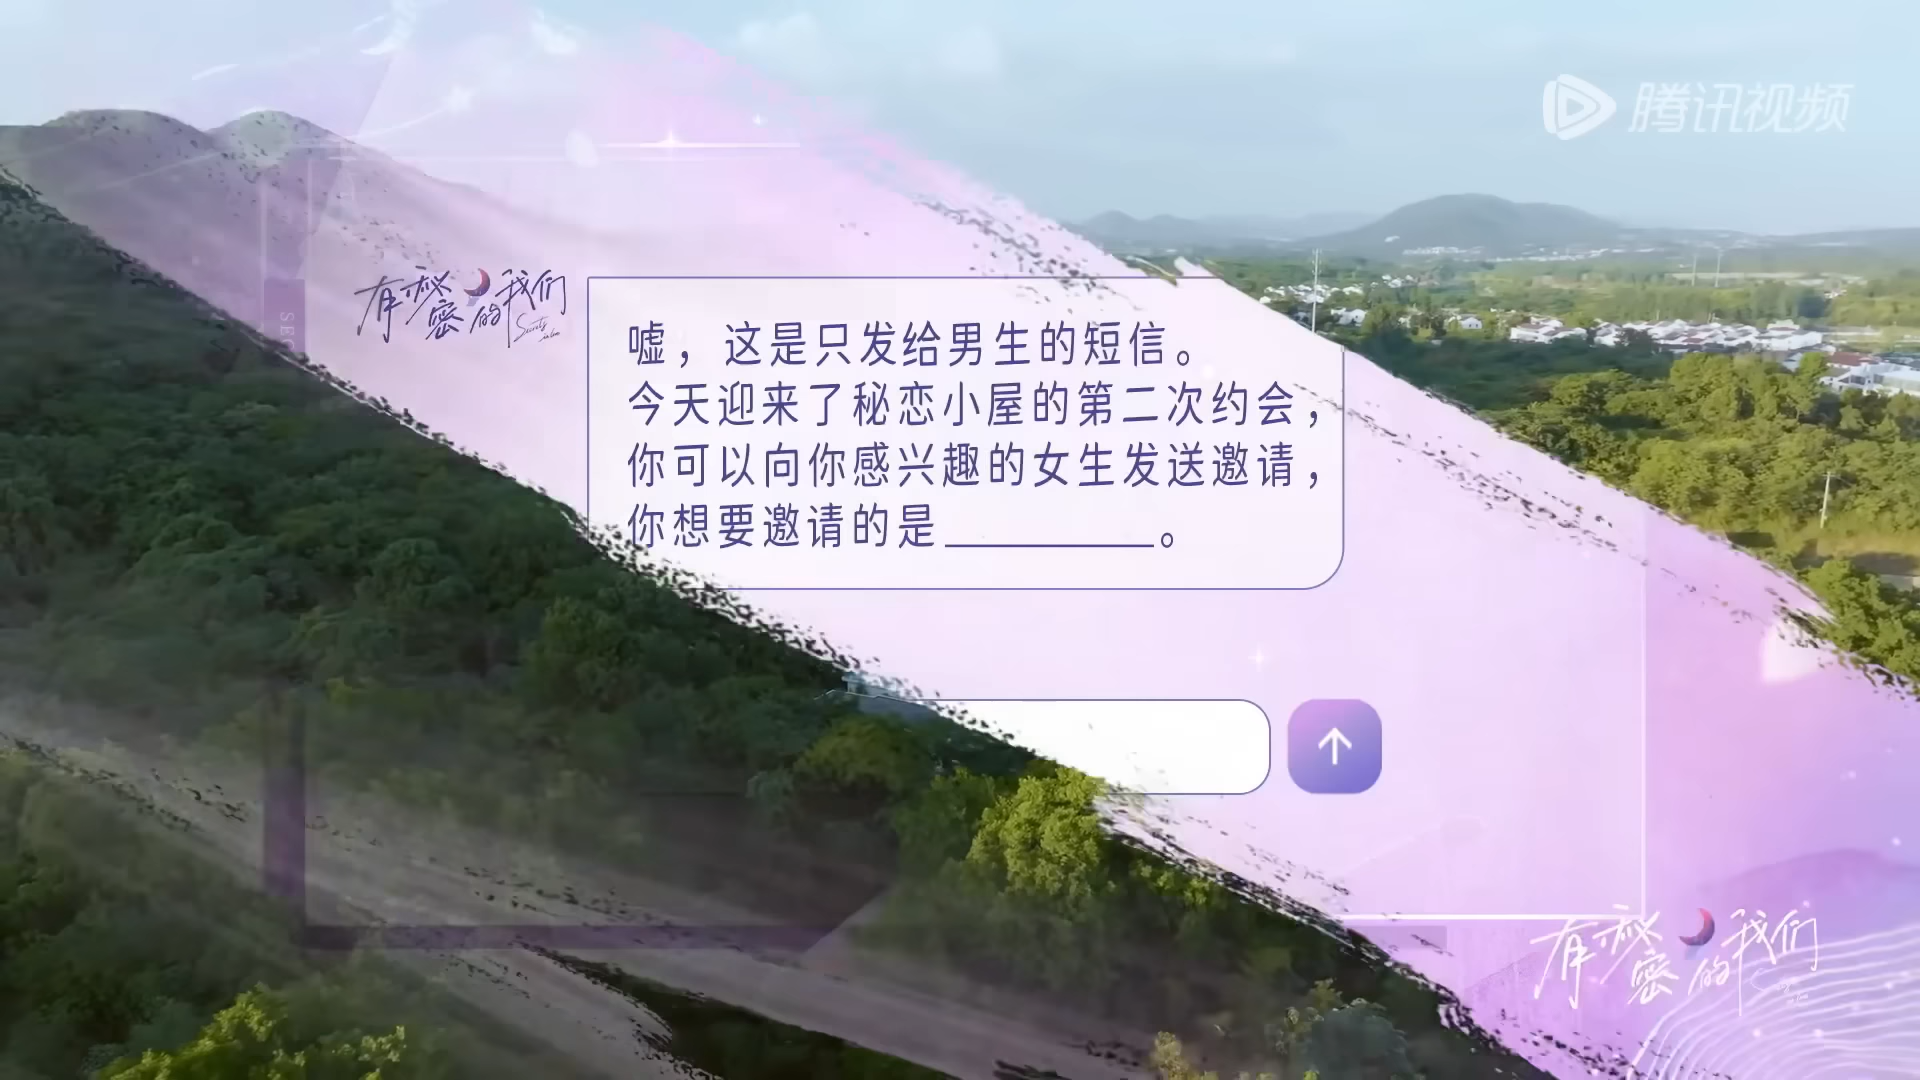 腾讯视频
有秘密的我们
嘘，这是只发给男生的短信。
今天迎来了秘恋小屋的第二次约会，
你可以向你感兴趣的女生发送邀请，
你想要邀请的是__________。
有秘密的我们